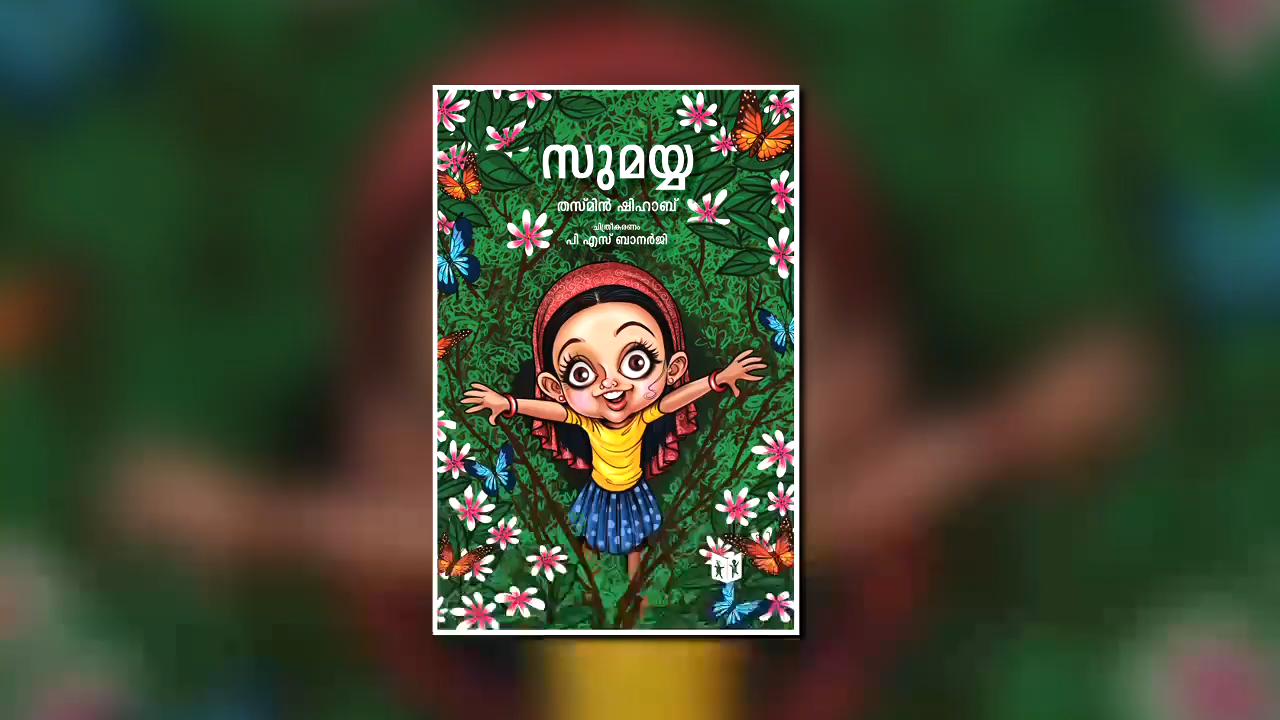 സുമയ്യ
തസ്മിൻ ഷിഹാബ്
ചിത്രീകരണം
പി എസ് ബാനർജി